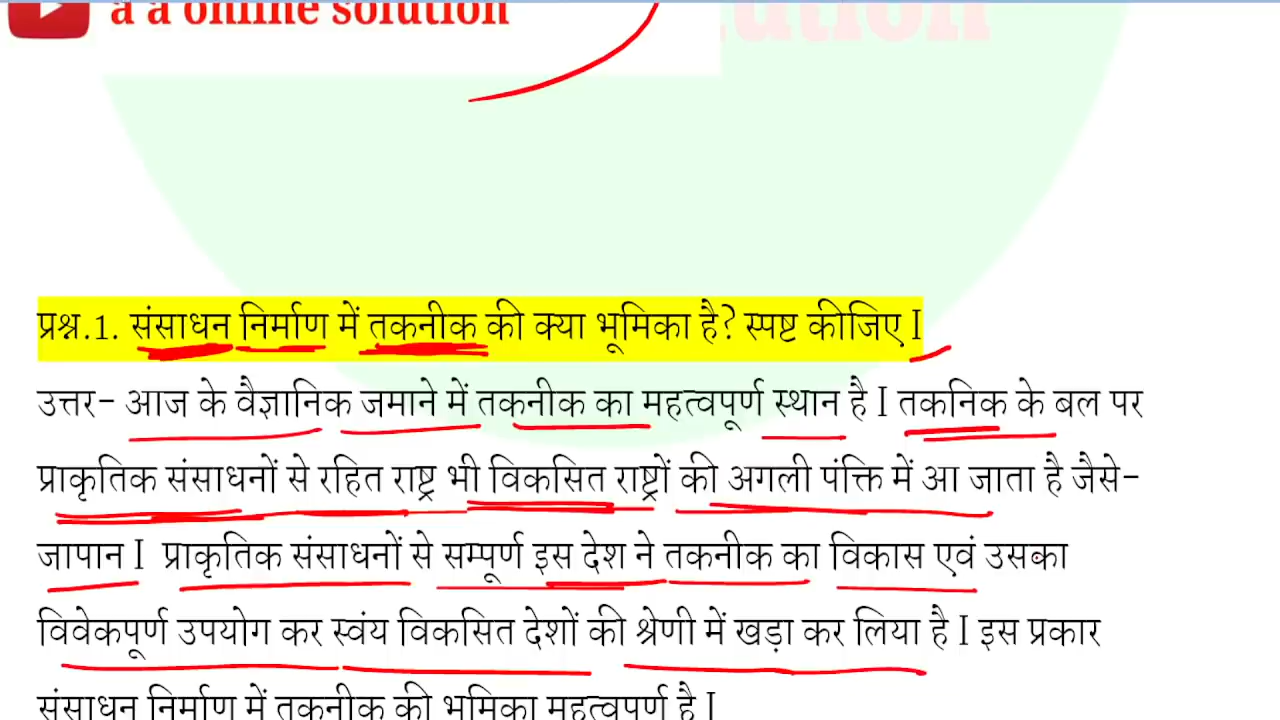 a a online solution
प्रश्न.1. संसाधन निर्माण में तकनीक की क्या भूमिका है? स्पष्ट कीजिए I
उत्तर- आज के वैज्ञानिक जमाने में तकनीक का महत्वपूर्ण स्थान है I तकनिक के बल पर
प्राकृतिक संसाधनों से रहित राष्ट्र भी विकसित राष्ट्रों की अगली पंक्ति में आ जाता है जैसे-
जापान I प्राकृतिक संसाधनों से सम्पूर्ण इस देश ने तकनीक का विकास एवं उसका
विवेकपूर्ण उपयोग कर स्वंय विकसित देशों की श्रेणी में खड़ा कर लिया है I इस प्रकार
संसाधन निर्माण में तकनीक की भूमिका महत्वपूर्ण है I